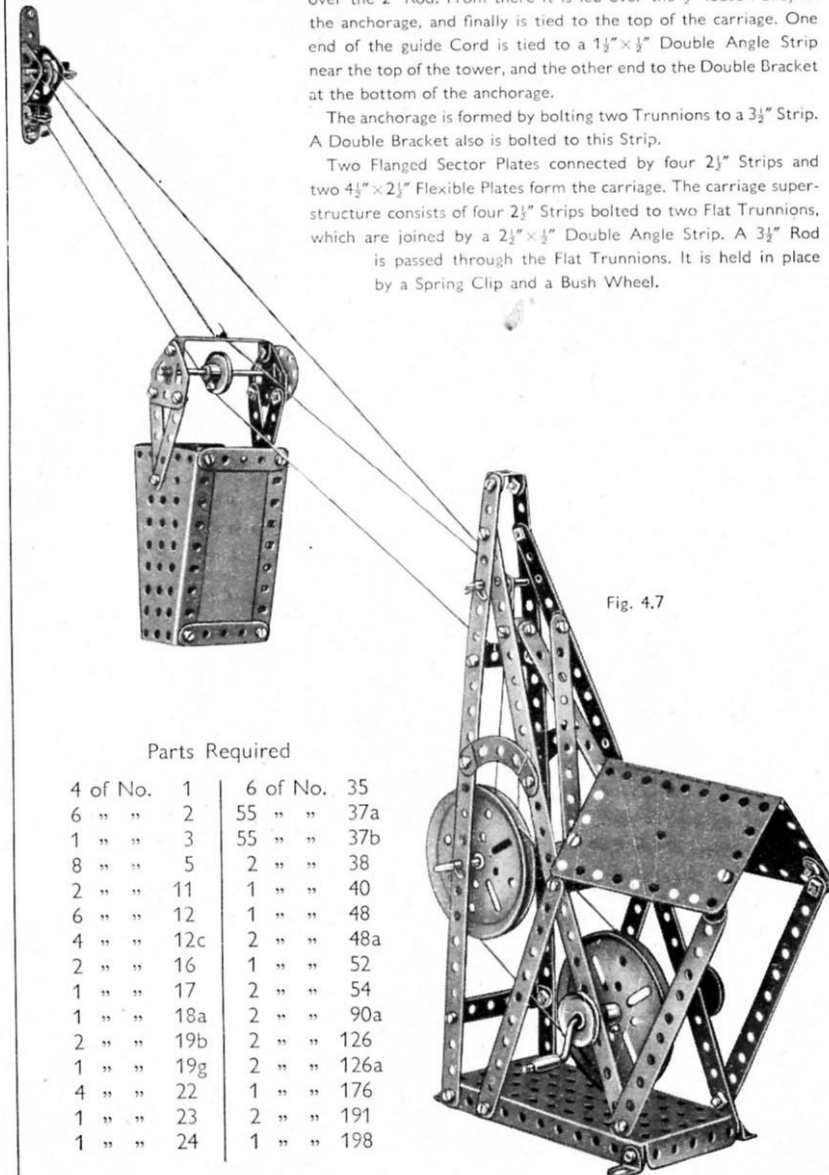 the anchorage, and finally is tied to the top of the carriage. One
end of the guide Cord is tied to a 1½″ × ½″ Double Angle Strip
near the top of the tower, and the other end to the Double Bracket
at the bottom of the anchorage.
The anchorage is formed by bolting two Trunnions to a 3½″ Strip.
A Double Bracket also is bolted to this Strip.
Two Flanged Sector Plates connected by four 2½″ Strips and
two 4½″ × 2½″ Flexible Plates form the carriage. The carriage super-
structure consists of four 2½″ Strips bolted to two Flat Trunnions,
which are joined by a 2½″ × ½″ Double Angle Strip. A 3½″ Rod
is passed through the Flat Trunnions. It is held in place
by a Spring Clip and a Bush Wheel.
Fig. 4.7
Parts Required
4 of No. 1 | 6 of No. 35
6 „ „ 2 | 55 „ „ 37a
1 „ „ 3 | 55 „ „ 37b
8 „ „ 5 | 2 „ „ 38
2 „ „ 11 | 1 „ „ 40
6 „ „ 12 | 1 „ „ 48
4 „ „ 12c | 2 „ „ 48a
2 „ „ 16 | 1 „ „ 52
1 „ „ 17 | 2 „ „ 54
1 „ „ 18a | 2 „ „ 90a
2 „ „ 19b | 2 „ „ 126
1 „ „ 19g | 2 „ „ 126a
4 „ „ 22 | 1 „ „ 176
1 „ „ 23 | 2 „ „ 191
1 „ „ 24 | 1 „ „ 198